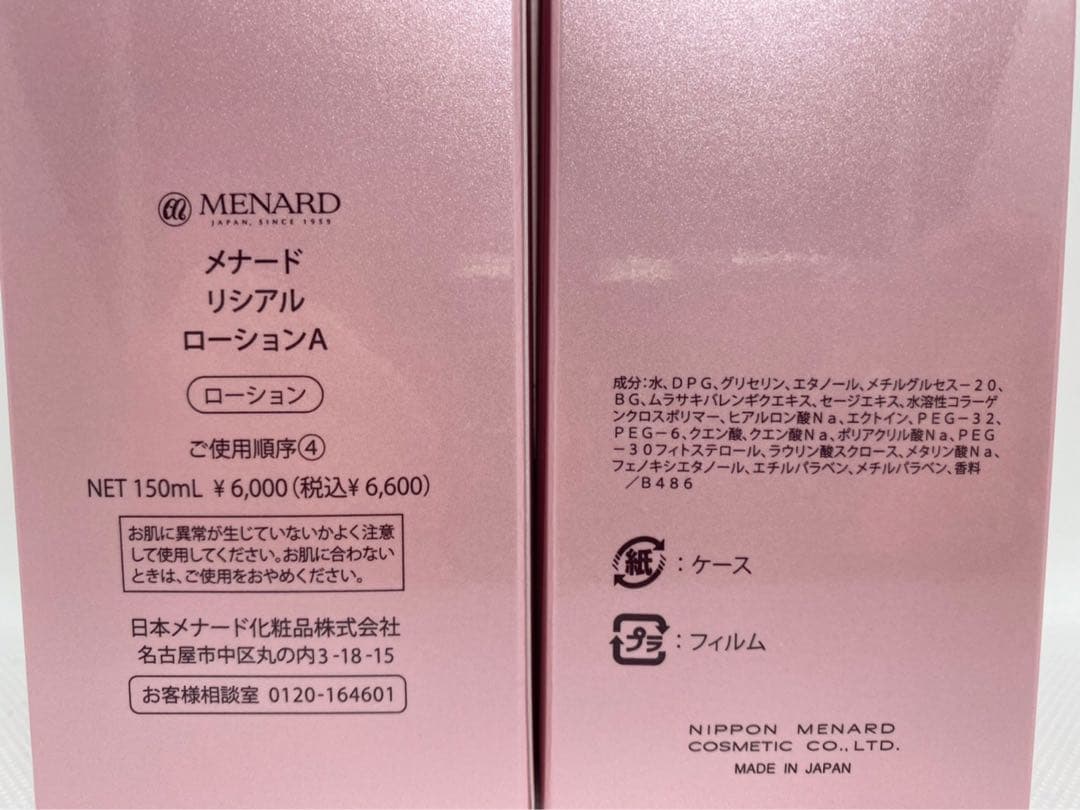 MENARD
JAPAN, SINCE 1959
メナード
リシアル
ローションA
ローション
ご使用順序④
NET 150mL ¥6,000(税込¥6,600)
お肌に異常が生じていないかよく注意
して使用してください。お肌に合わない
ときは、ご使用をおやめください。
日本メナード化粧品株式会社
名古屋市中区丸の内3-18-15
お客様相談室 0120-164601
成分:水、DPG、グリセリン、エタノール、メチルグルセス-20、
BG、ムラサキバレンギクエキス、セージエキス、水溶性コラーゲ
ンクロスポリマー、ヒアルロン酸Na、エクトイン、PEG-32、
PEG-6、クエン酸、クエン酸Na、ポリアクリル酸Na、PEG
-30フィトステロール、ラウリン酸スクロース、メタリン酸Na、
フェノキシエタノール、エチルパラベン、メチルパラベン、香料
/B486
紙:ケース
プラ:フィルム
NIPPON MENARD
COSMETIC CO.,LTD.
MADE IN JAPAN